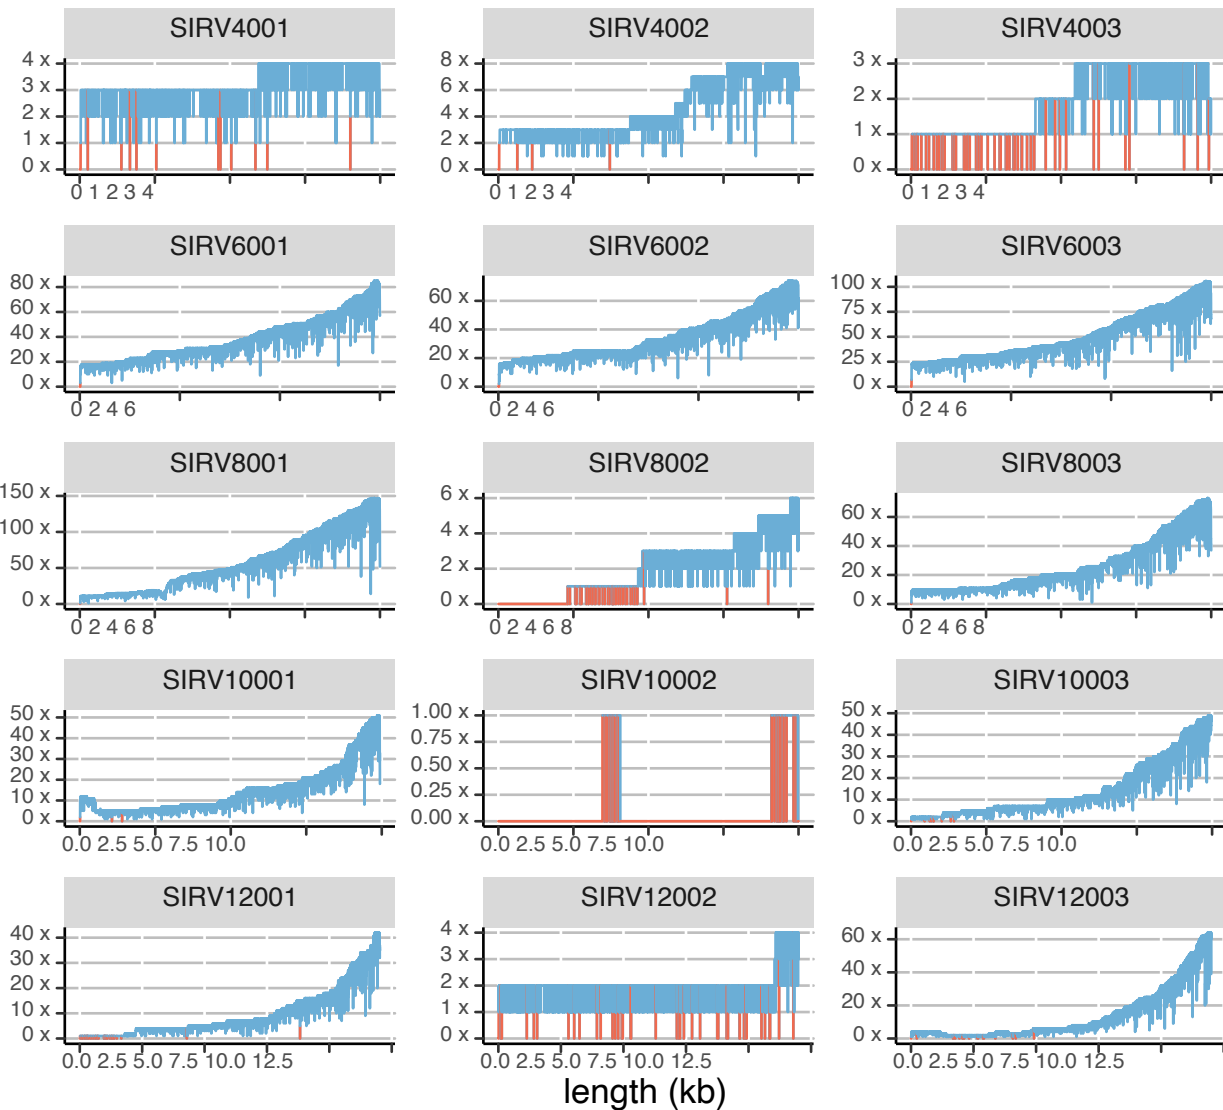 SIRV4001 SIRV4002 SIRV4003
4 x 8 x 3 x
3 x 6 x 2 x
2 x 4 x 1 x
1 x 2 x
0 x 0 x 0 x
0 1 2 3 4 0 1 2 3 4 0 1 2 3 4
SIRV6001 SIRV6002 SIRV6003
80 x 60 x 100 x
60 x 40 x 75 x
40 x 20 x 50 x
20 x 25 x
0 x 0 x 0 x
0 2 4 6 0 2 4 6 0 2 4 6
SIRV8001 SIRV8002 SIRV8003
150 x 6 x 60 x
100 x 4 x 40 x
50 x 2 x 20 x
0 x 0 x 0 x
0 2 4 6 8 0 2 4 6 8 0 2 4 6 8
SIRV10001 SIRV10002 SIRV10003
50 x 1.00 x 50 x
40 x 0.75 x 40 x
30 x 0.50 x 30 x
20 x 0.25 x 20 x
10 x 10 x
0 x 0.00 x 0 x
0.0 2.5 5.0 7.5 10.0 0.0 2.5 5.0 7.5 10.0 0.0 2.5 5.0 7.5 10.0
SIRV12001 SIRV12002 SIRV12003
40 x 4 x 60 x
30 x 3 x 40 x
20 x 2 x 20 x
10 x 1 x
0 x 0 x 0 x
0.0 2.5 5.0 7.5 10.0 12.5 0.0 2.5 5.0 7.5 10.0 12.5 0.0 2.5 5.0 7.5 10.0 12.5
length (kb)